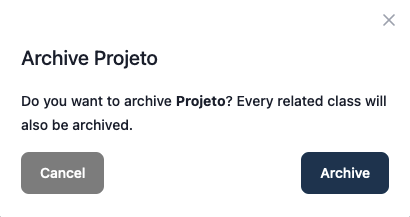 Archive Projeto
Do you want to archive Projeto? Every related class will
also be archived.
Cancel
Archive